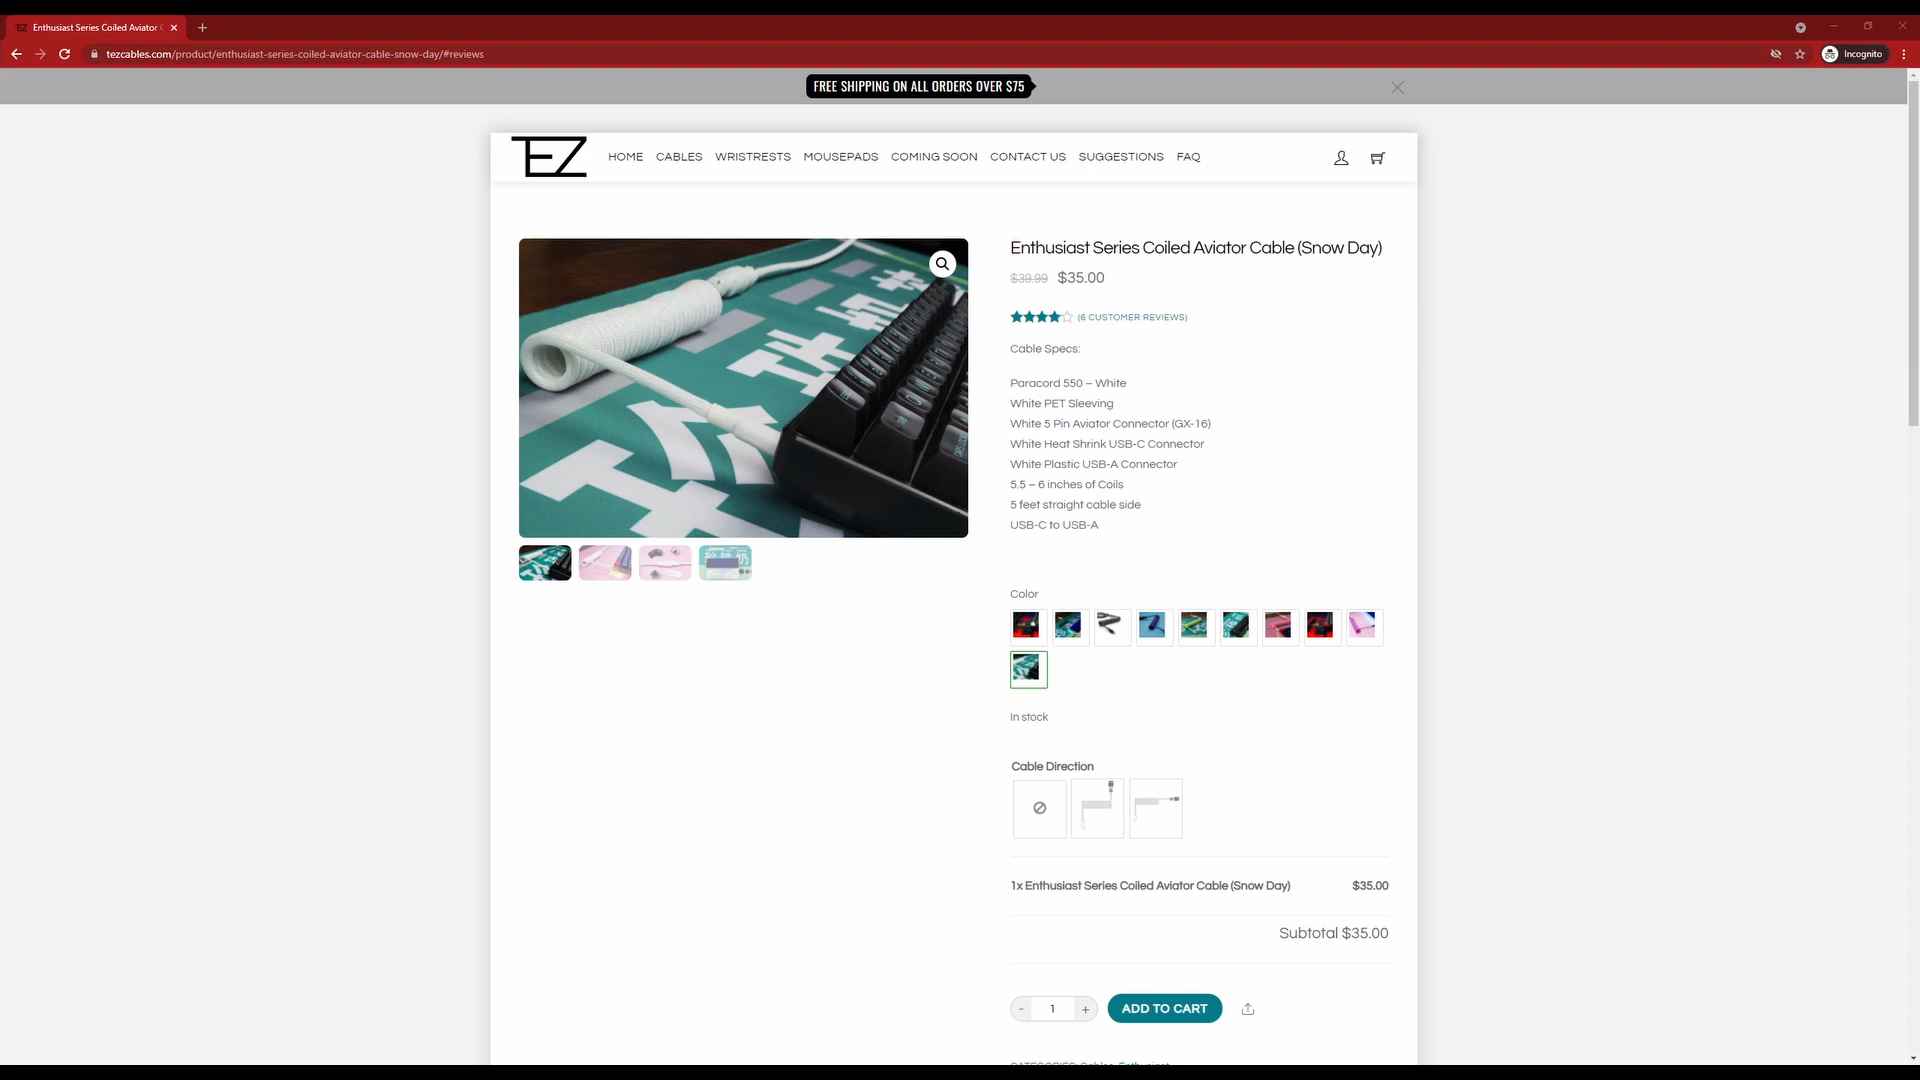 Enthusiast Series Coiled Aviator C
tezcables.com/product/enthusiast-series-coiled-aviator-cable-snow-day/#reviews
Incognito
FREE SHIPPING ON ALL ORDERS OVER $75
TEZ
HOME CABLES WRISTRESTS MOUSEPADS COMING SOON CONTACT US SUGGESTIONS FAQ
Enthusiast Series Coiled Aviator Cable (Snow Day)
$39.99 $35.00
(6 CUSTOMER REVIEWS)
Cable Specs:
Paracord 550 – White
White PET Sleeving
White 5 Pin Aviator Connector (GX-16)
White Heat Shrink USB-C Connector
White Plastic USB-A Connector
5.5 – 6 inches of Coils
5 feet straight cable side
USB-C to USB-A
Color
In stock
Cable Direction
1x Enthusiast Series Coiled Aviator Cable (Snow Day) $35.00
Subtotal $35.00
- 1 + ADD TO CART
CATEGORIES: Cables, Enthusiast